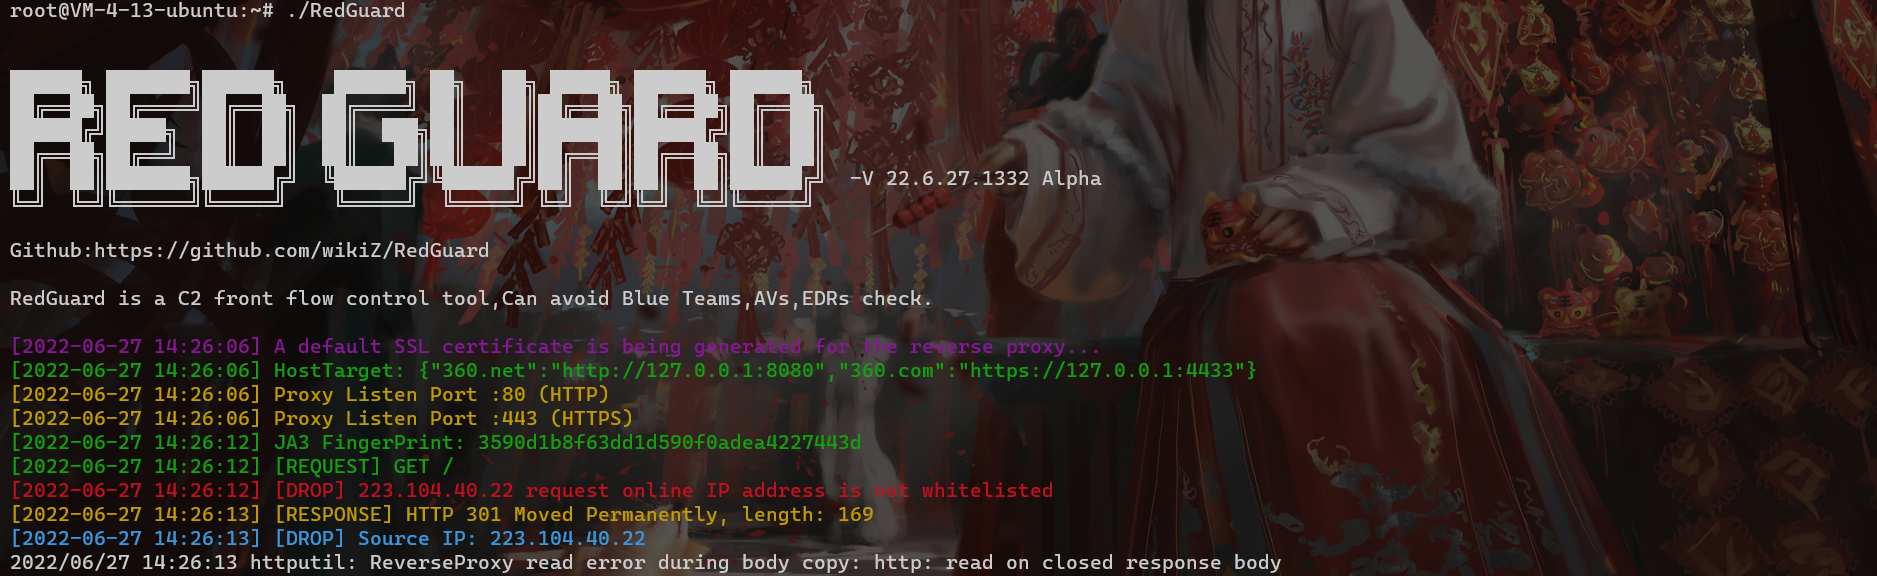 root@VM-4-13-ubuntu:~# ./RedGuard
RED GUARD
-V 22.6.27.1332 Alpha
Github:https://github.com/wikiZ/RedGuard
RedGuard is a C2 front flow control tool,Can avoid Blue Teams,AVs,EDRs check.
[2022-06-27 14:26:06] A default SSL certificate is being generated for the reverse proxy...
[2022-06-27 14:26:06] HostTarget: {"360.net":"http://127.0.0.1:8080","360.com":"https://127.0.0.1:4433"}
[2022-06-27 14:26:06] Proxy Listen Port :80 (HTTP)
[2022-06-27 14:26:06] Proxy Listen Port :443 (HTTPS)
[2022-06-27 14:26:12] JA3 FingerPrint: 3590d1b8f63dd1d590f0adea4227443d
[2022-06-27 14:26:12] [REQUEST] GET /
[2022-06-27 14:26:12] [DROP] 223.104.40.22 request online IP address is not whitelisted
[2022-06-27 14:26:13] [RESPONSE] HTTP 301 Moved Permanently, length: 169
[2022-06-27 14:26:13] [DROP] Source IP: 223.104.40.22
2022/06/27 14:26:13 httputil: ReverseProxy read error during body copy: http: read on closed response body